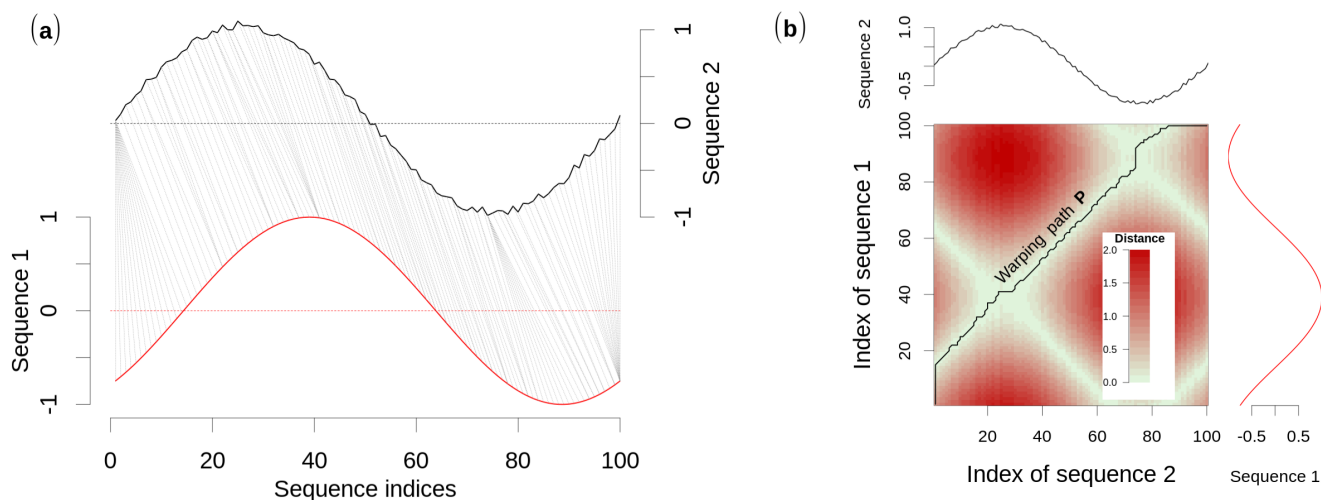 (a)
1
0
-1
Sequence 2
1
0
-1
Sequence 1
0 20 40 60 80 100
Sequence indices
(b)
1.0
-0.5
Sequence 2
100
80
60
40
20
Index of sequence 1
Warping path P
Distance
2.0
1.5
1.0
0.5
0.0
20 40 60 80 100
Index of sequence 2
-0.5 0.5
Sequence 1